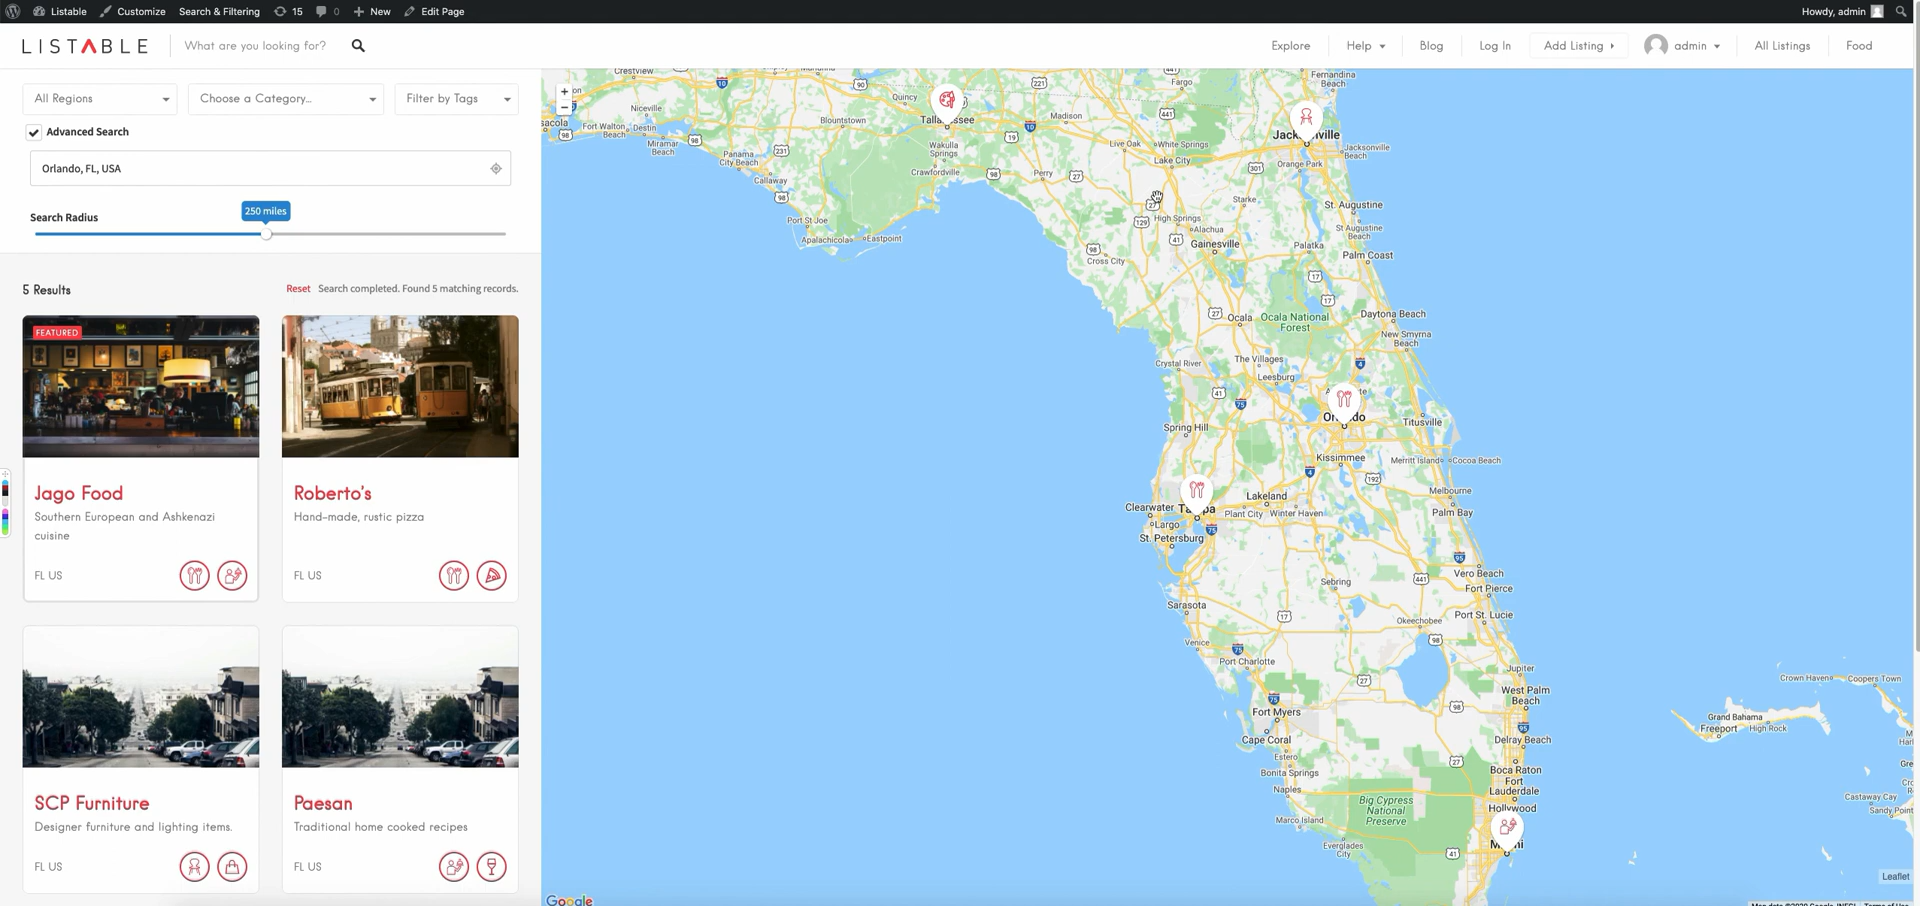 Listable
Customize
Search & Filtering
15
0
New
Edit Page
Howdy, admin
LISTABLE
What are you looking for?
Explore
Help
Blog
Log In
Add Listing
admin
All Listings
Food
All Regions
Choose a Category...
Filter by Tags
Advanced Search
Orlando, FL, USA
Search Radius
250 miles
5 Results
Reset
Search completed. Found 5 matching records.
FEATURED
Jago Food
Southern European and Ashkenazi
cuisine
FL US
Roberto's
Hand-made, rustic pizza
FL US
SCP Furniture
Designer furniture and lighting items.
FL US
Paesan
Traditional home cooked recipes
FL US
+
−
Crestview
Niceville
Fort Walton Beach
Destin
Miramar
Beach
Blountstown
Quincy
Madison
Fargo
Fernandina
Beach
Jacksonville
Beach
Live Oak
White Springs
Lake City
Orange Park
Wakulla
Springs
Crawfordville
Perry
Panama
City Beach
Callaway
Port St Joe
Apalachicola
Eastpoint
Starke
St. Augustine
St Augustine
Beach
High Springs
Alachua
Gainesville
Palatka
Palm Coast
Cross City
Ocala
Ocala National
Forest
Daytona Beach
New Smyrna
Beach
The Villages
Crystal River
Leesburg
Titusville
Spring Hill
Kissimmee
Merritt Island
Cocoa Beach
Melbourne
Palm Bay
Lakeland
Clearwater
Plant City
Winter Haven
Largo
St. Petersburg
Sebring
Vero Beach
Fort Pierce
Sarasota
Port St. Lucie
Okeechobee
Venice
Port Charlotte
Jupiter
West Palm
Beach
Fort Myers
Cape Coral
Delray Beach
Estero
Bonita Springs
Boca Raton
Fort
Lauderdale
Naples
Hollywood
Big Cypress
National
Preserve
Marco Island
Everglades
City
Crown Haven
Coopers Town
Grand Bahama
Freeport
High Rock
Castaway Cay
Leaflet
Google